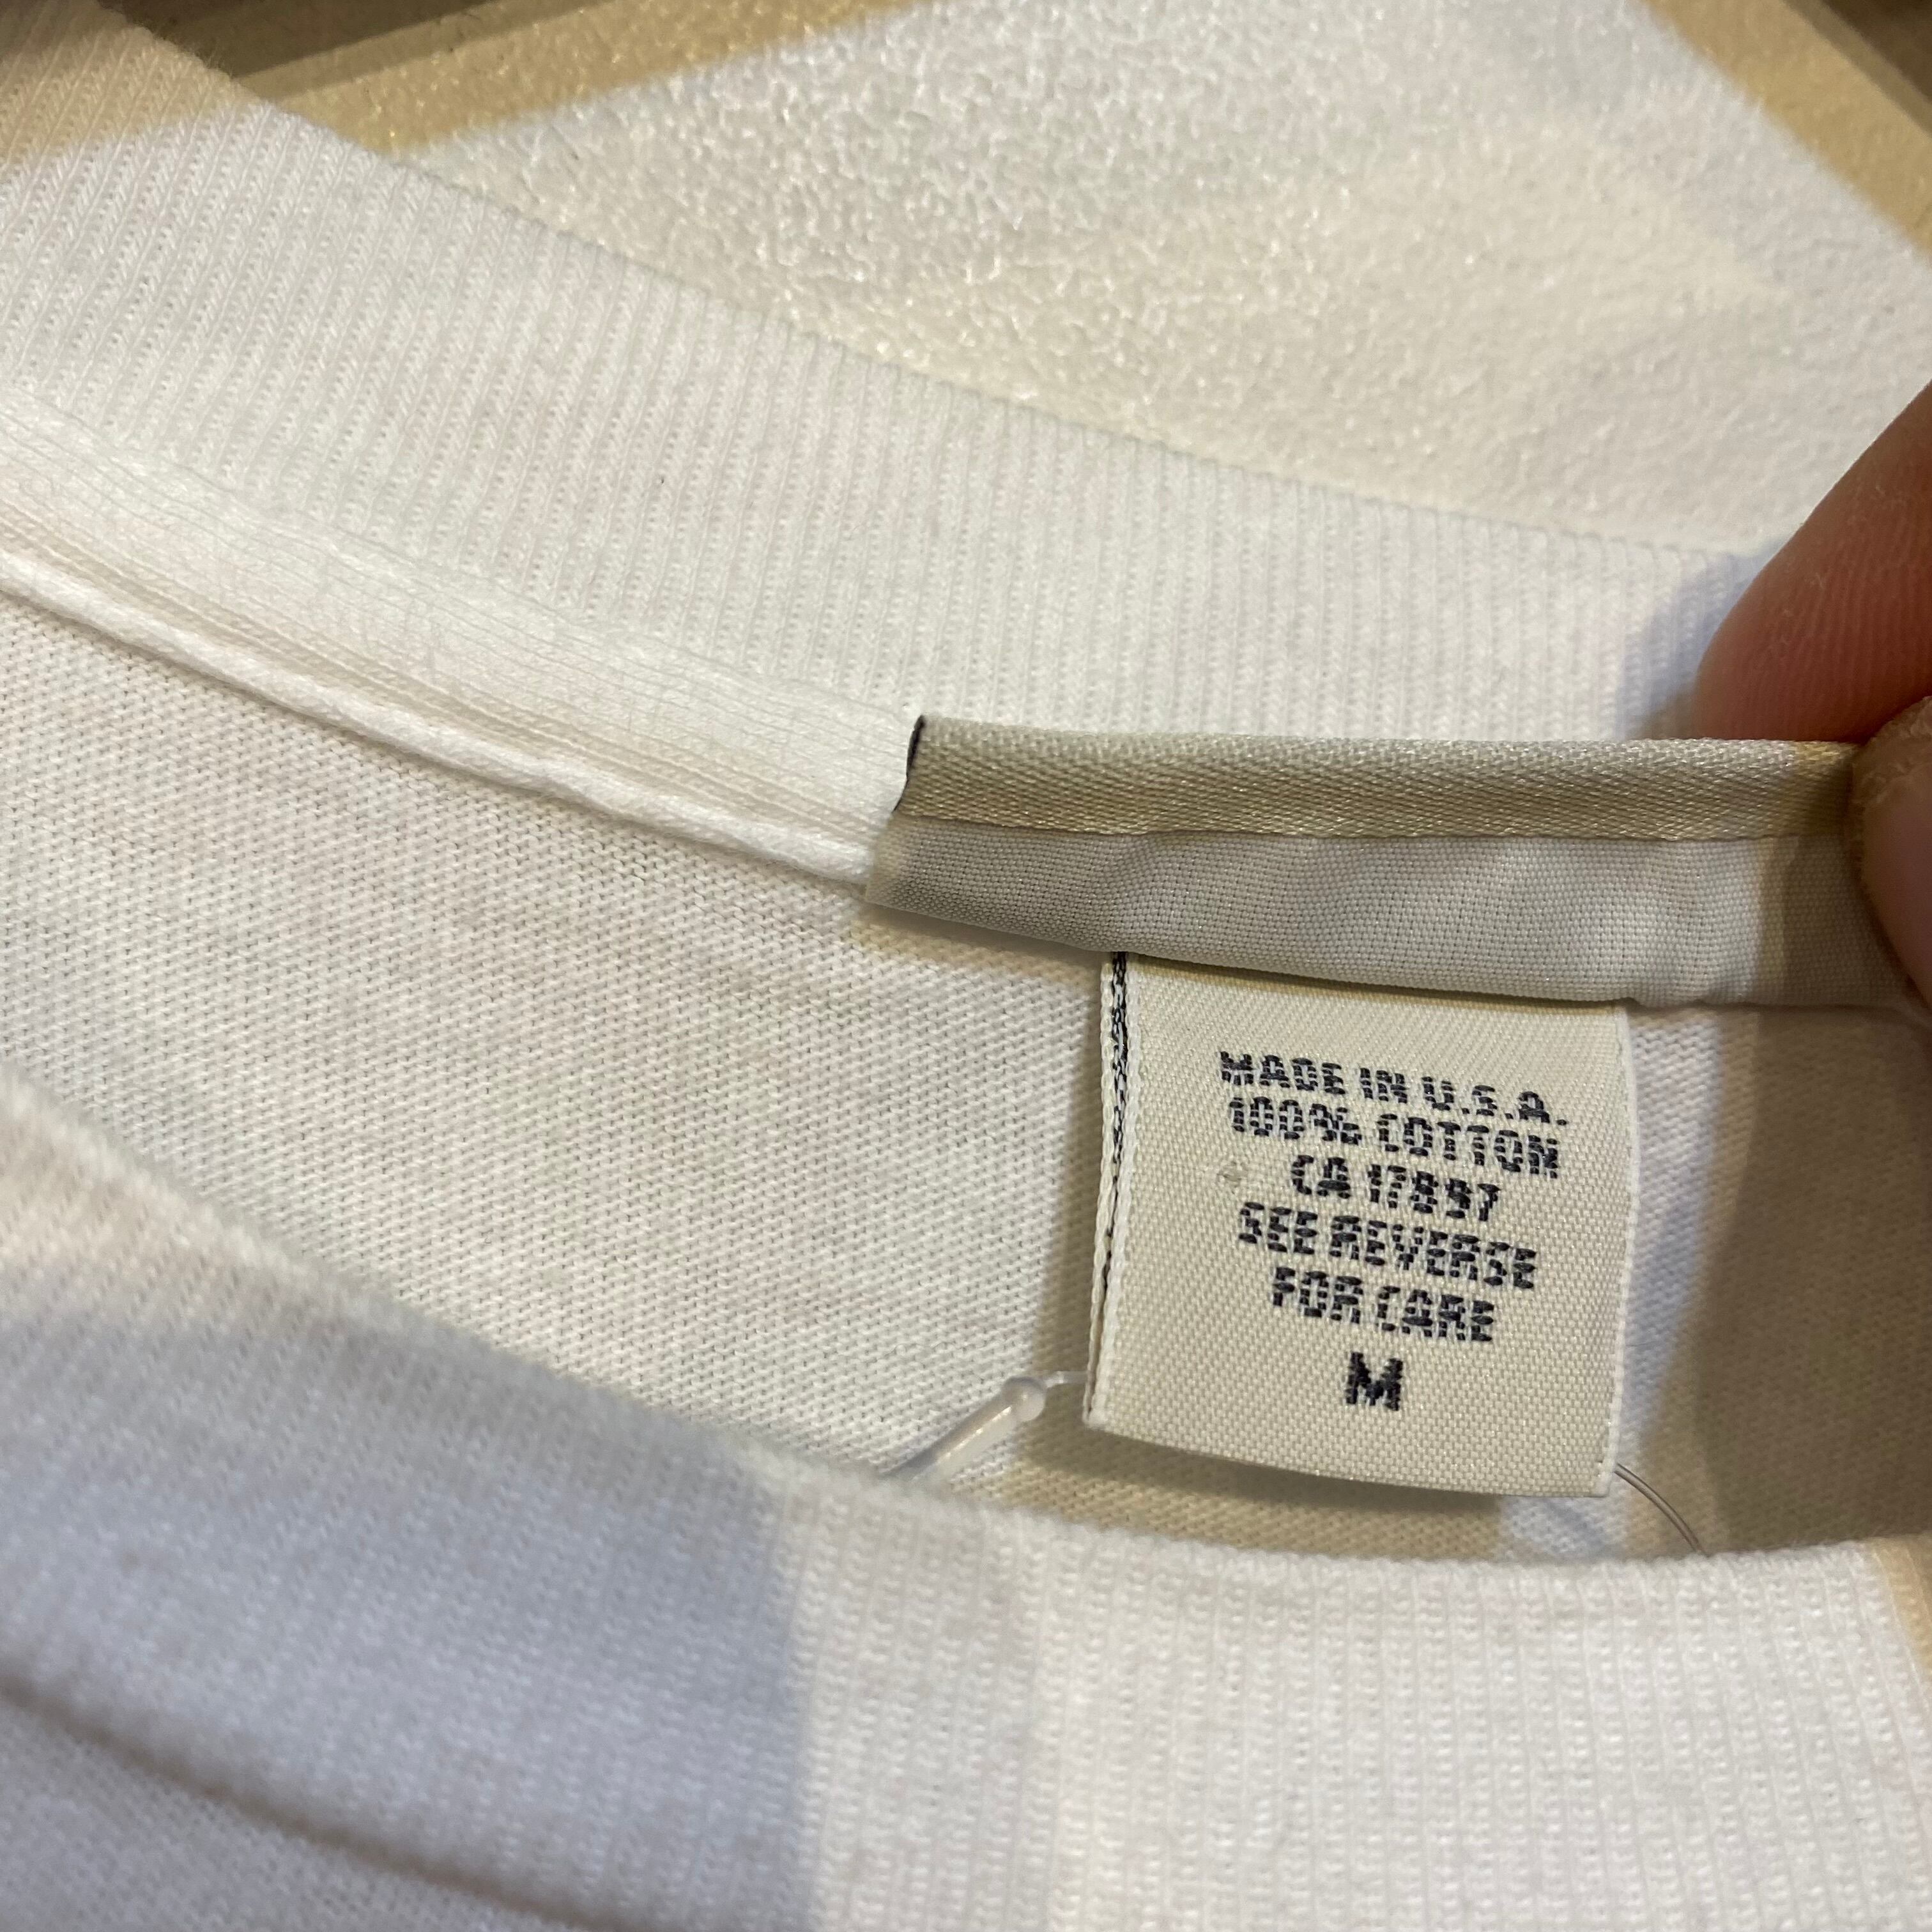 MADE IN U.S.A.
100% COTTON
CA 17897
SEE REVERSE
FOR CARE
M